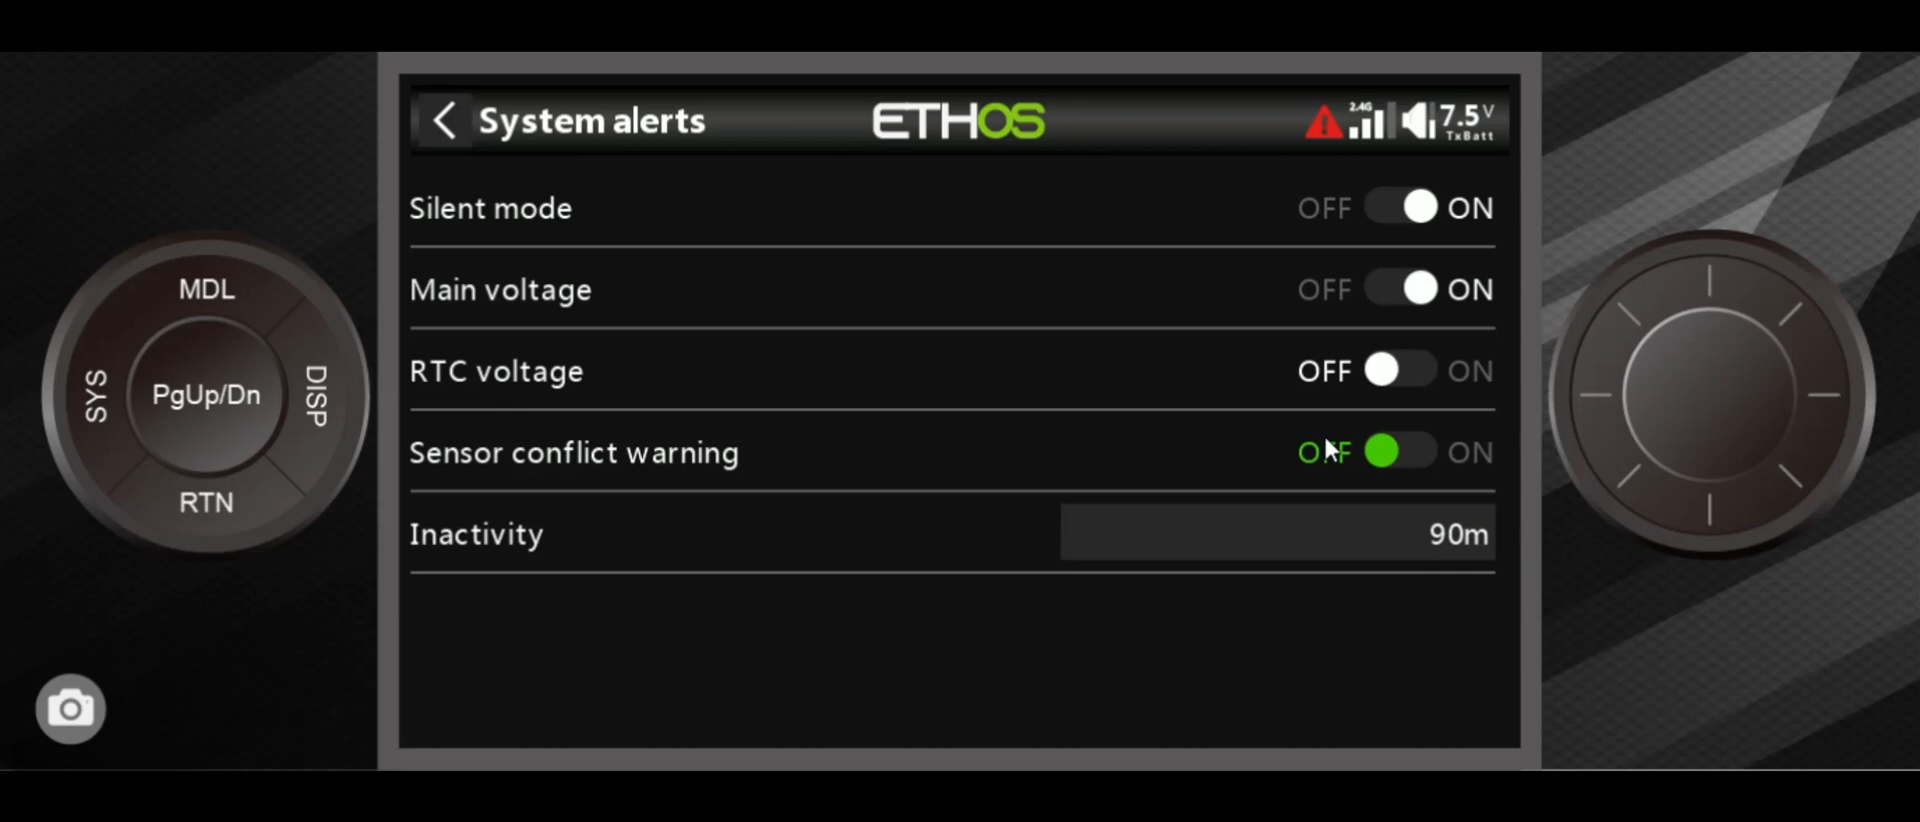 System alerts ETHOS 2.4G 7.5V TxBatt
Silent mode OFF ON
Main voltage OFF ON
RTC voltage OFF ON
Sensor conflict warning OFF ON
Inactivity 90m
MDL
SYS PgUp/Dn DISP
RTN